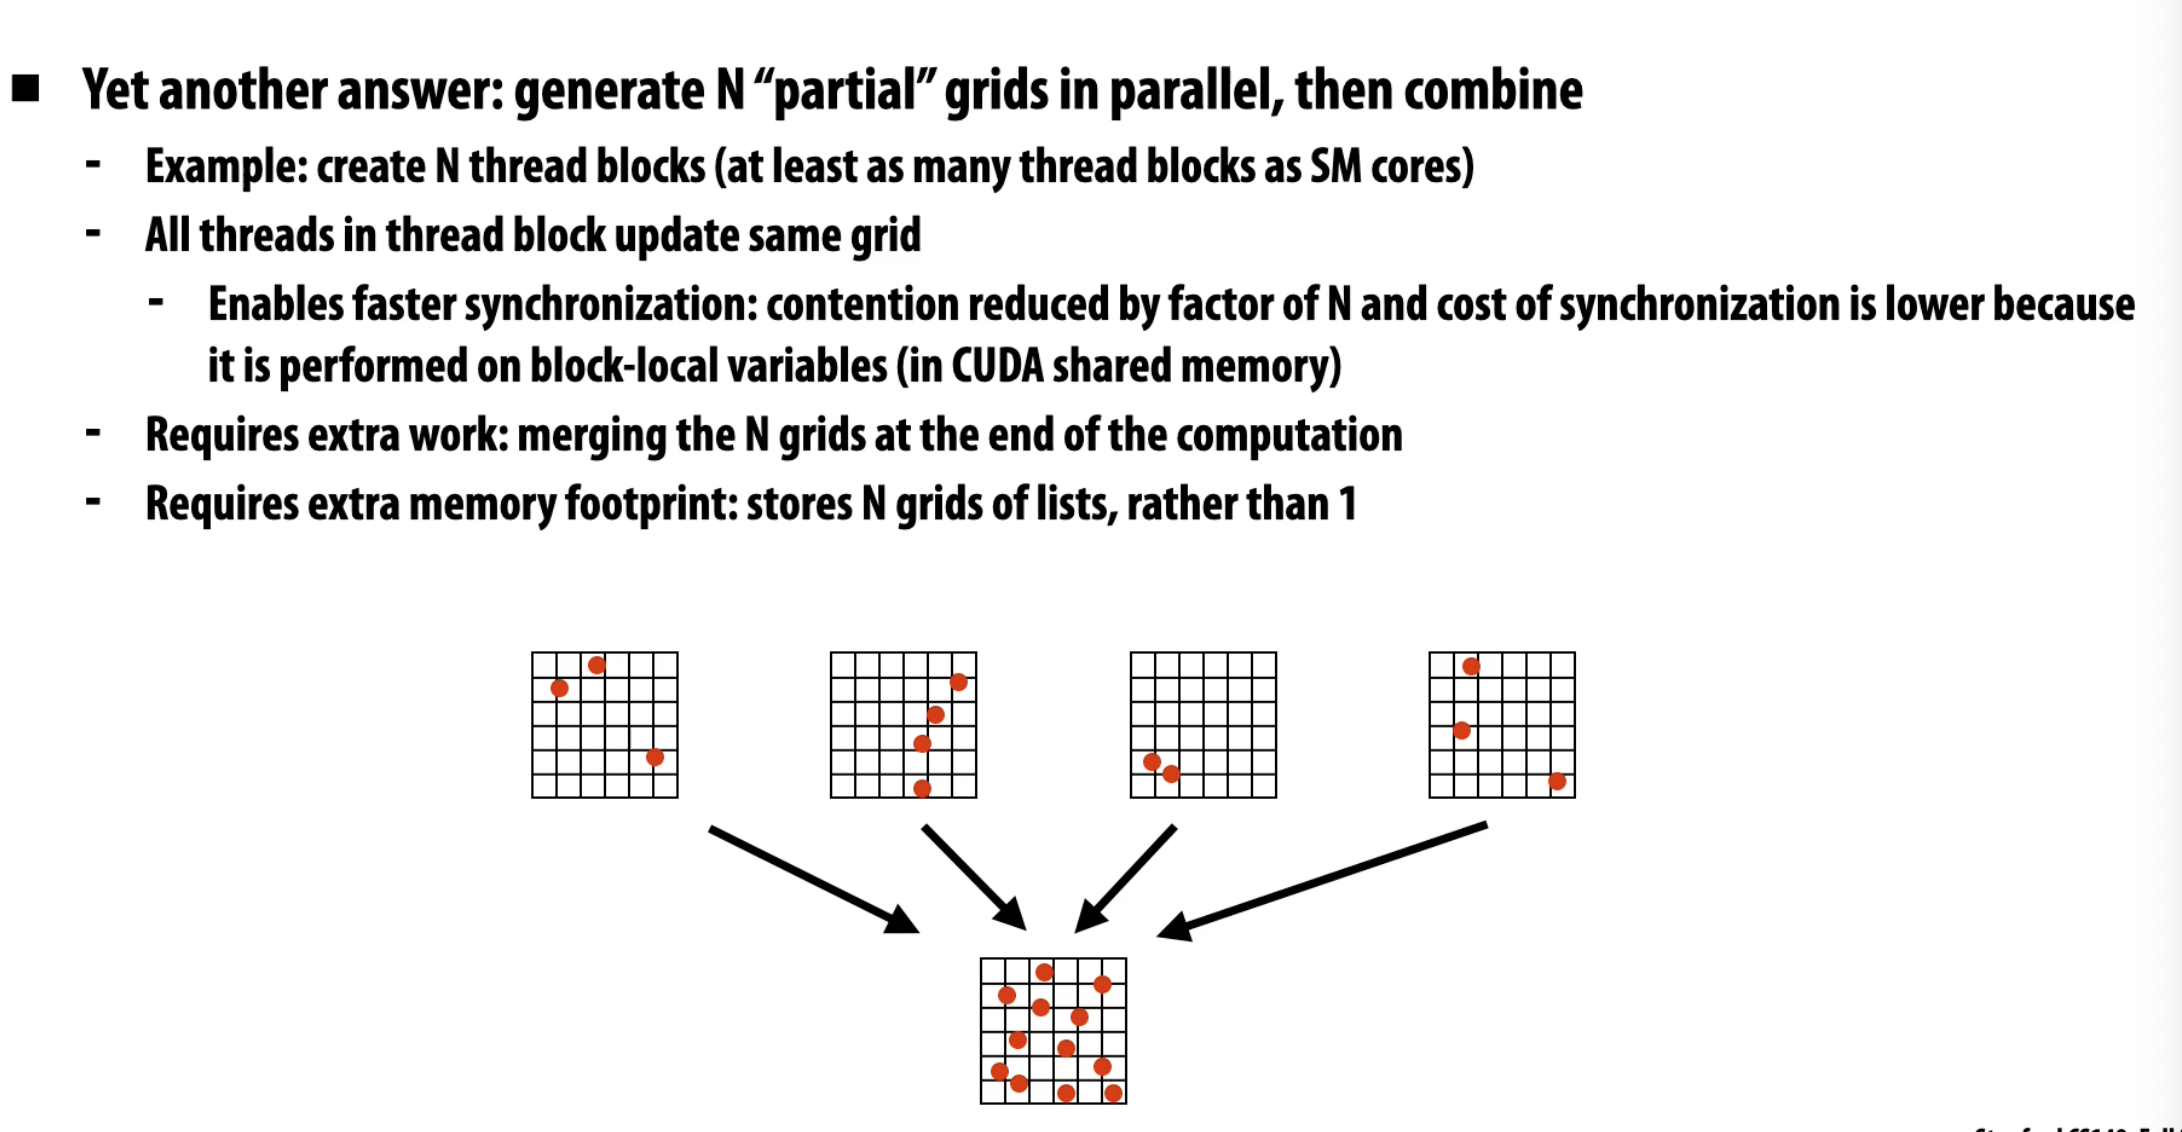 ■ Yet another answer: generate N “partial” grids in parallel, then combine
- Example: create N thread blocks (at least as many thread blocks as SM cores)
- All threads in thread block update same grid
- Enables faster synchronization: contention reduced by factor of N and cost of synchronization is lower because
it is performed on block-local variables (in CUDA shared memory)
- Requires extra work: merging the N grids at the end of the computation
- Requires extra memory footprint: stores N grids of lists, rather than 1